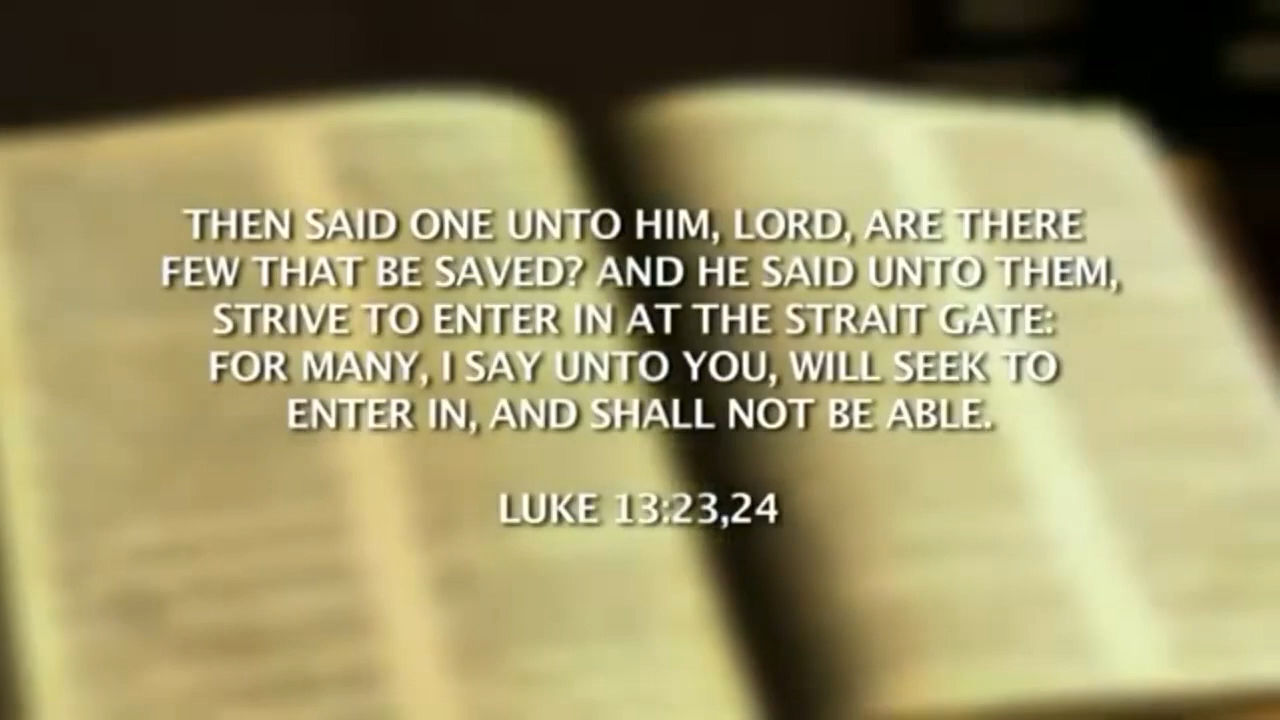 THEN SAID ONE UNTO HIM, LORD, ARE THERE
FEW THAT BE SAVED? AND HE SAID UNTO THEM,
STRIVE TO ENTER IN AT THE STRAIT GATE:
FOR MANY, I SAY UNTO YOU, WILL SEEK TO
ENTER IN, AND SHALL NOT BE ABLE.
LUKE 13:23,24